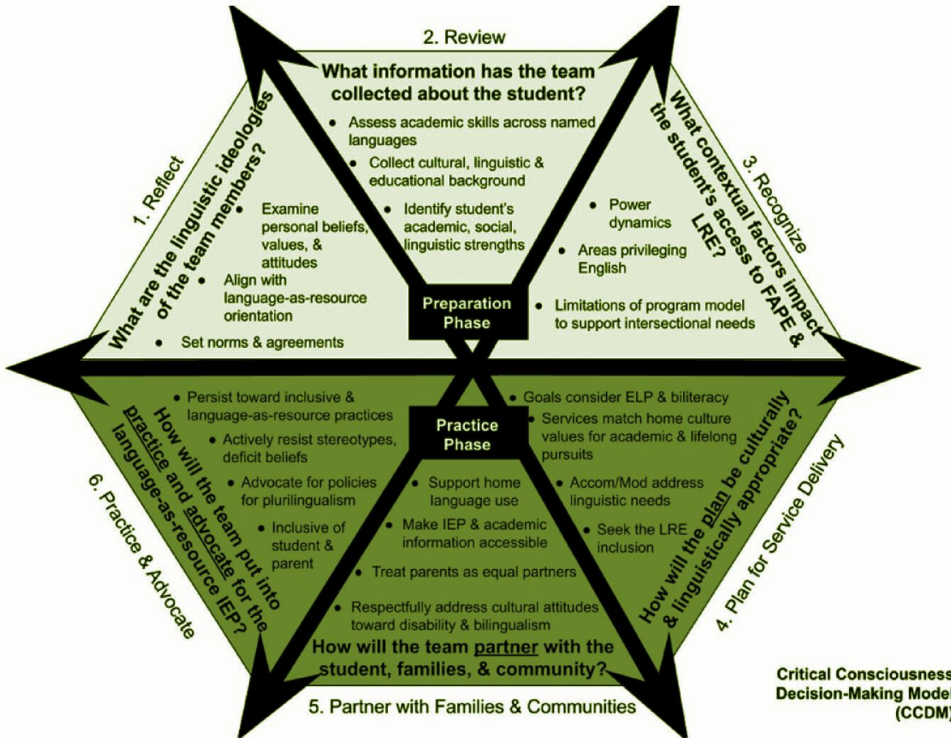 2. Review
What information has the team
collected about the student?
• Assess academic skills across named
languages
• Collect cultural, linguistic &
educational background
• Identify student's
academic, social,
linguistic strengths
1. Reflect
What are the linguistic ideologies
of the team members?
• Examine
personal beliefs,
values, &
attitudes
• Align with
language-as-resource
orientation
• Set norms & agreements
3. Recognize
What contextual factors impact
the student's access to FAPE &
LRE?
• Power
dynamics
• Areas privileging
English
• Limitations of program model
to support intersectional needs
Preparation
Phase
Practice
Phase
4. Plan for Service Delivery
How will the plan be culturally
& linguistically appropriate?
• Goals consider ELP & biliteracy
• Services match home culture
values for academic & lifelong
pursuits
• Accom/Mod address
linguistic needs
• Seek the LRE
inclusion
• Support home
language use
• Make IEP & academic
information accessible
• Treat parents as equal partners
• Respectfully address cultural attitudes
toward disability & bilingualism
How will the team partner with the
student, families, & community?
5. Partner with Families & Communities
6. Practice & Advocate
How will the team put into
practice and advocate for the
language-as-resource IEP?
• Persist toward inclusive &
language-as-resource practices
• Actively resist stereotypes,
deficit beliefs
• Advocate for policies
for plurilingualism
• Inclusive of
student &
parent
Critical Consciousness
Decision-Making Model
(CCDM)